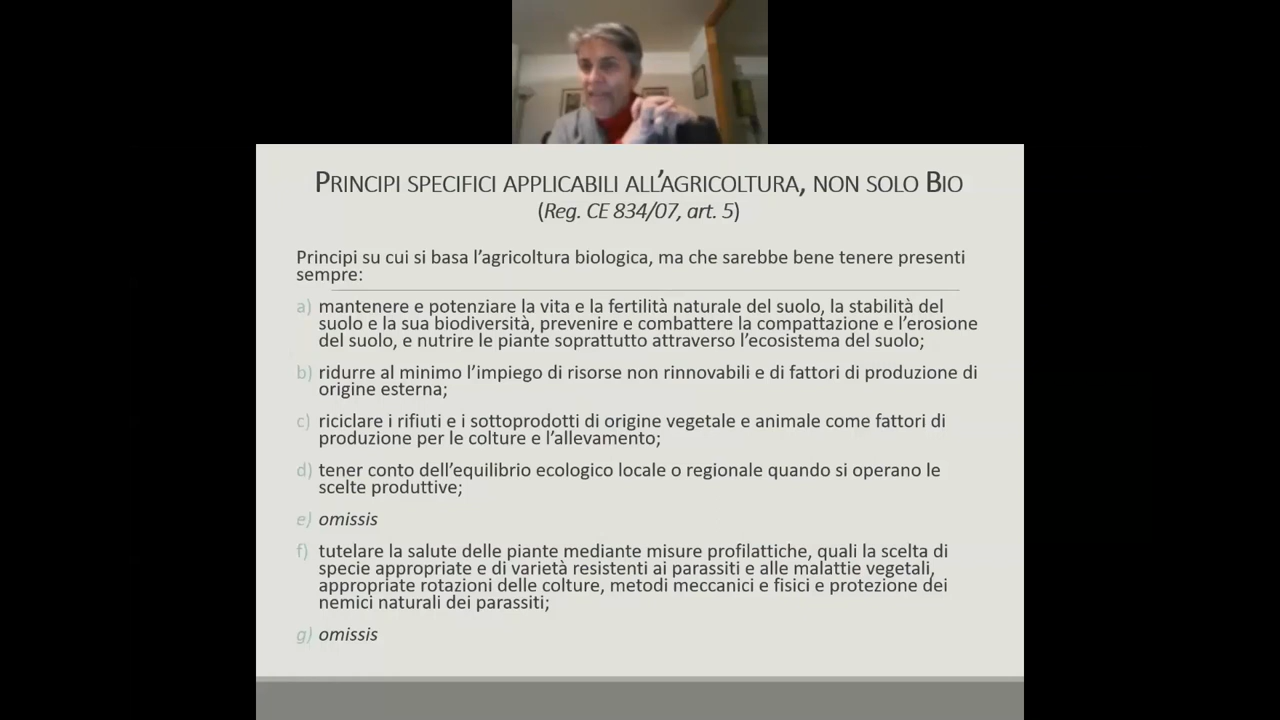 Principi specifici applicabili all'agricoltura, non solo Bio
(Reg. CE 834/07, art. 5)
Principi su cui si basa l'agricoltura biologica, ma che sarebbe bene tenere presenti
sempre:
a) mantenere e potenziare la vita e la fertilità naturale del suolo, la stabilità del
suolo e la sua biodiversità, prevenire e combattere la compattazione e l'erosione
del suolo, e nutrire le piante soprattutto attraverso l'ecosistema del suolo;
b) ridurre al minimo l'impiego di risorse non rinnovabili e di fattori di produzione di
origine esterna;
c) riciclare i rifiuti e i sottoprodotti di origine vegetale e animale come fattori di
produzione per le colture e l'allevamento;
d) tener conto dell'equilibrio ecologico locale o regionale quando si operano le
scelte produttive;
e) omissis
f) tutelare la salute delle piante mediante misure profilattiche, quali la scelta di
specie appropriate e di varietà resistenti ai parassiti e alle malattie vegetali,
appropriate rotazioni delle colture, metodi meccanici e fisici e protezione dei
nemici naturali dei parassiti;
g) omissis